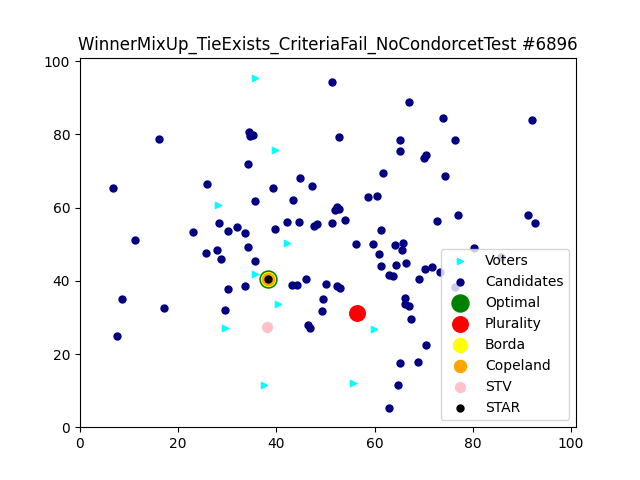 WinnerMixUp_TieExists_CriteriaFail_NoCondorcetTest #6896
100
80
60
40
20
0
Voters
Candidates
Optimal
Plurality
Borda
Copeland
STV
STAR
0 20 40 60 80 100